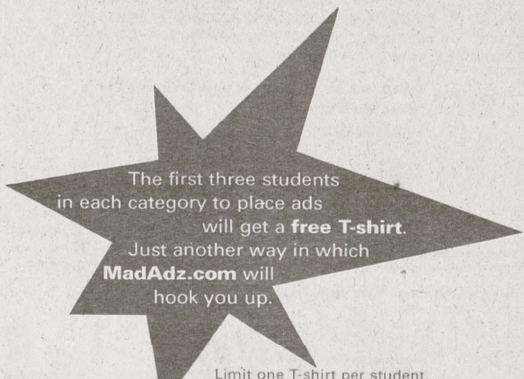 The first three students
in each category to place ads
will get a free T-shirt.
Just another way in which
MadAdz.com will
hook you up.
Limit one T-shirt per student.